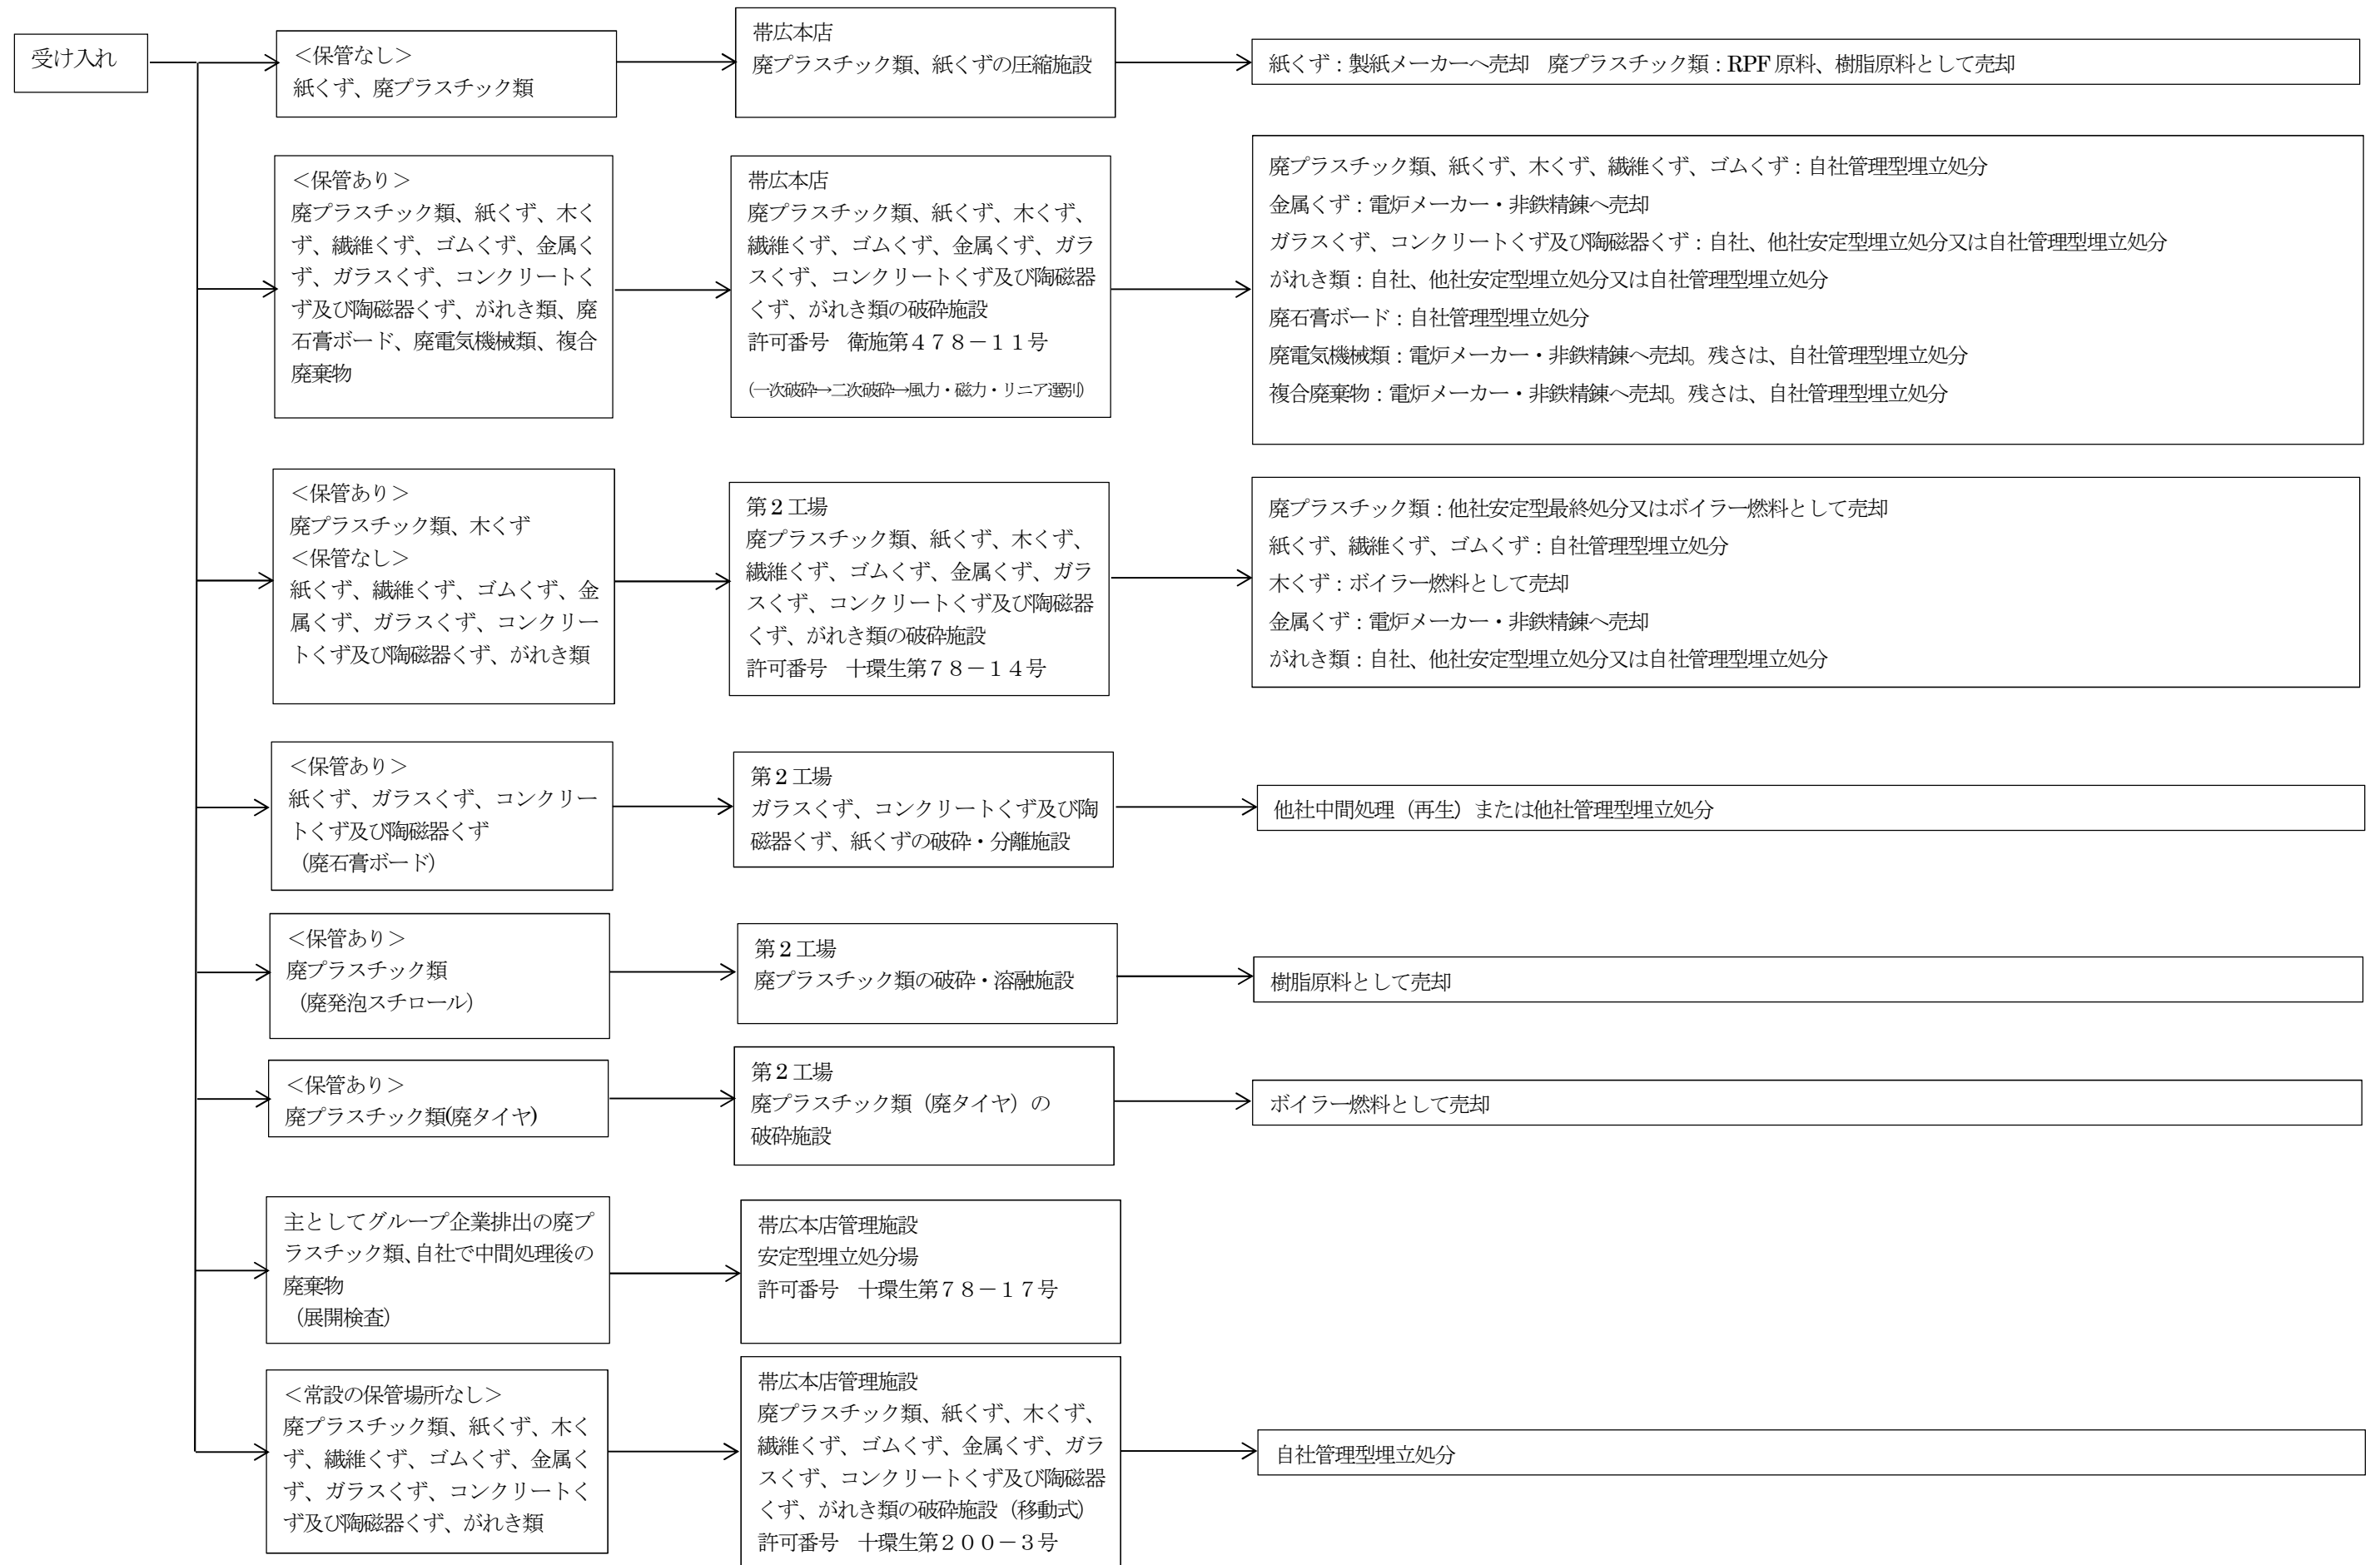 受け入れ
＜保管なし＞
紙くず、廃プラスチック類
帯広本店
廃プラスチック類、紙くずの圧縮施設
紙くず：製紙メーカーへ売却　廃プラスチック類：RPF原料、樹脂原料として売却
＜保管あり＞
廃プラスチック類、紙くず、木く
ず、繊維くず、ゴムくず、金属く
ず、ガラスくず、コンクリートく
ず及び陶磁器くず、がれき類、廃
石膏ボード、廃電気機械類、複合
廃棄物
帯広本店
廃プラスチック類、紙くず、木くず、
繊維くず、ゴムくず、金属くず、ガラ
スくず、コンクリートくず及び陶磁器
くず、がれき類の破砕施設
許可番号　衛施第４７８－１１号
（一次破砕→二次破砕→風力・磁力・リニア選別）
廃プラスチック類、紙くず、木くず、繊維くず、ゴムくず：自社管理型埋立処分
金属くず：電炉メーカー・非鉄精錬へ売却
ガラスくず、コンクリートくず及び陶磁器くず：自社、他社安定型埋立処分又は自社管理型埋立処分
がれき類：自社、他社安定型埋立処分又は自社管理型埋立処分
廃石膏ボード：自社管理型埋立処分
廃電気機械類：電炉メーカー・非鉄精錬へ売却。残さは、自社管理型埋立処分
複合廃棄物：電炉メーカー・非鉄精錬へ売却。残さは、自社管理型埋立処分
＜保管あり＞
廃プラスチック類、木くず
＜保管なし＞
紙くず、繊維くず、ゴムくず、金
属くず、ガラスくず、コンクリー
トくず及び陶磁器くず、がれき類
第２工場
廃プラスチック類、紙くず、木くず、
繊維くず、ゴムくず、金属くず、ガラ
スくず、コンクリートくず及び陶磁器
くず、がれき類の破砕施設
許可番号　十環生第７８－１４号
廃プラスチック類：他社安定型最終処分又はボイラー燃料として売却
紙くず、繊維くず、ゴムくず：自社管理型埋立処分
木くず：ボイラー燃料として売却
金属くず：電炉メーカー・非鉄精錬へ売却
がれき類：自社、他社安定型埋立処分又は自社管理型埋立処分
＜保管あり＞
紙くず、ガラスくず、コンクリー
トくず及び陶磁器くず
（廃石膏ボード）
第２工場
ガラスくず、コンクリートくず及び陶
磁器くず、紙くずの破砕・分離施設
他社中間処理（再生）または他社管理型埋立処分
＜保管あり＞
廃プラスチック類
（廃発泡スチロール）
第２工場
廃プラスチック類の破砕・溶融施設
樹脂原料として売却
＜保管あり＞
廃プラスチック類(廃タイヤ)
第２工場
廃プラスチック類（廃タイヤ）の
破砕施設
ボイラー燃料として売却
主としてグループ企業排出の廃プ
ラスチック類、自社で中間処理後の
廃棄物
（展開検査）
帯広本店管理施設
安定型埋立処分場
許可番号　十環生第７８－１７号
＜常設の保管場所なし＞
廃プラスチック類、紙くず、木く
ず、繊維くず、ゴムくず、金属く
ず、ガラスくず、コンクリートく
ず及び陶磁器くず、がれき類
帯広本店管理施設
廃プラスチック類、紙くず、木くず、
繊維くず、ゴムくず、金属くず、ガラ
スくず、コンクリートくず及び陶磁器
くず、がれき類の破砕施設（移動式）
許可番号　十環生第２００－３号
自社管理型埋立処分